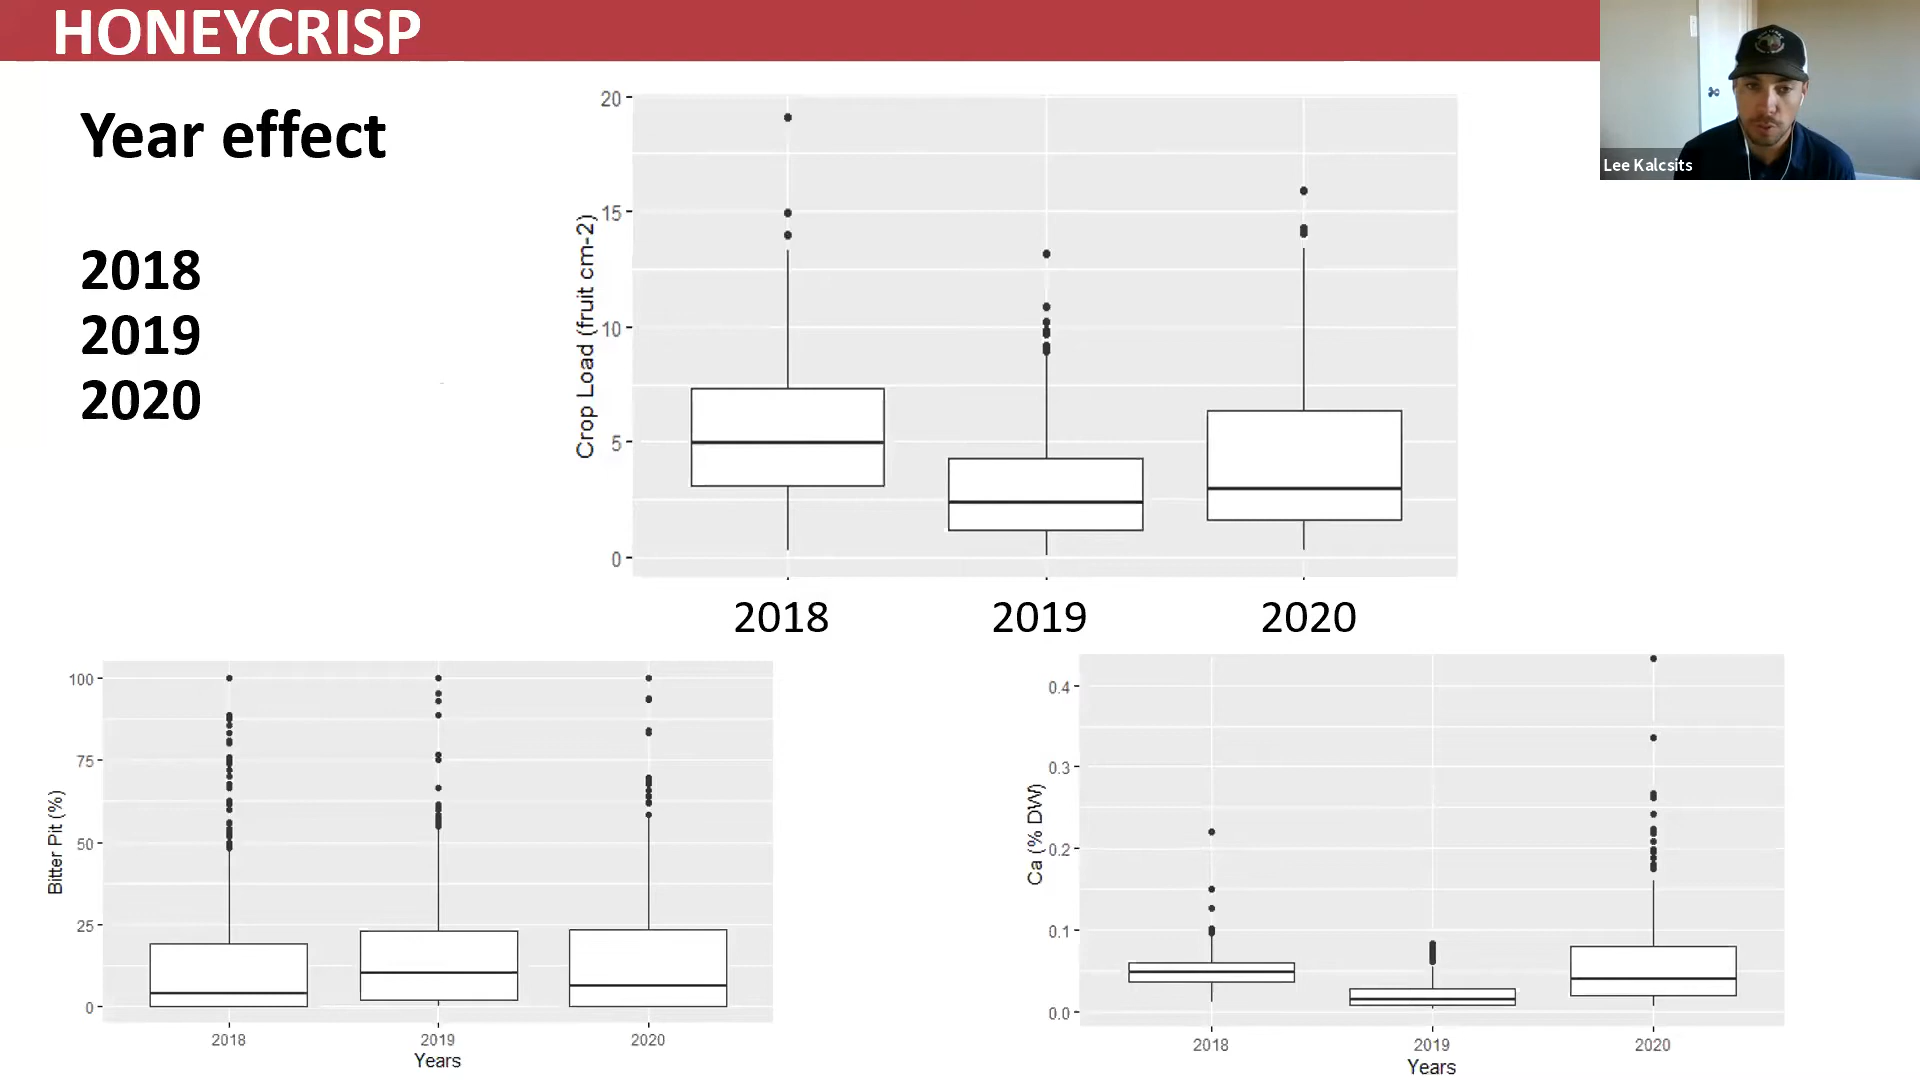 HONEYCRISP
Year effect
2018
2019
2020
Lee Kalcsits
Crop Load (fruit cm-2)
20
15
10
5
0
2018 2019 2020
Bitter Pit (%)
100
75
50
25
0
2018 2019 2020
Years
Ca (% DW)
0.4
0.3
0.2
0.1
0.0
2018 2019 2020
Years